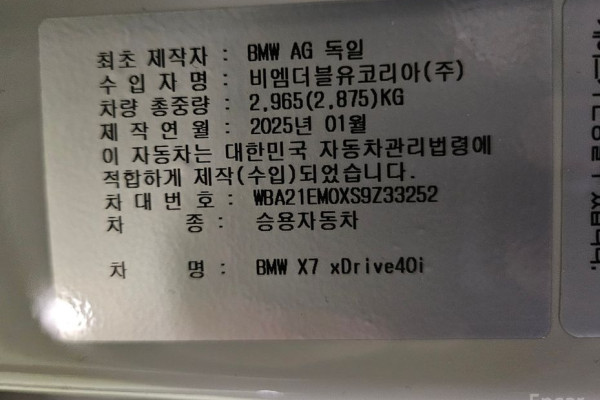 최초 제작자 : BMW AG 독일
수 입 자 명 : 비엠더블유코리아(주)
차량 총중량 : 2,965(2,875)KG
제 작 연 월 : 2025년 01월
이 자동차는 대한민국 자동차관리법령에
적합하게 제작(수입)되었습니다.
차 대 번 호 : WBA21EM0XS9Z33252
차 종 : 승용자동차
차 명 : BMW X7 xDrive40i